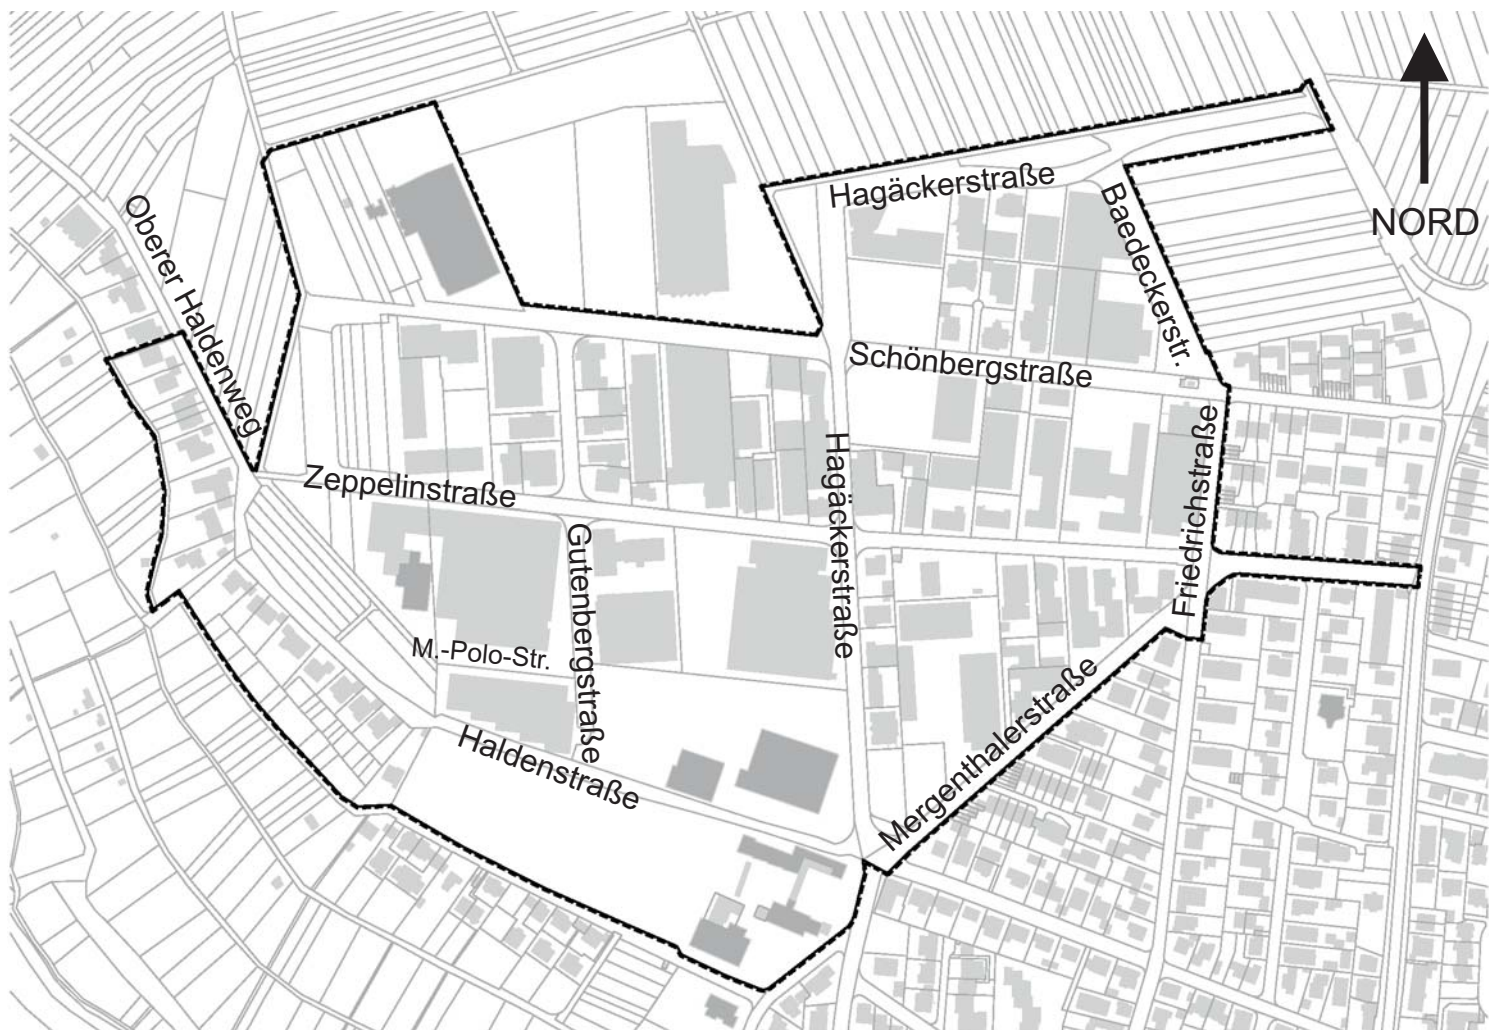 Hagäckerstraße
Baedeckerstr.
NORD
Oberer Haldenweg
Schönbergstraße
Zeppelinstraße
Hagäckerstraße
Friedrichstraße
Gutenbergstraße
M.-Polo-Str.
Haldenstraße
Mergenthalerstraße